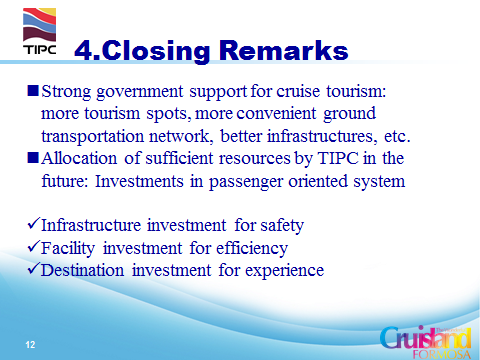 TIPC
4.Closing Remarks
■Strong government support for cruise tourism:
more tourism spots, more convenient ground
transportation network, better infrastructures, etc.
■Allocation of sufficient resources by TIPC in the
future: Investments in passenger oriented system
✓Infrastructure investment for safety
✓Facility investment for efficiency
✓Destination investment for experience
12
Cruisland
FORMOSA